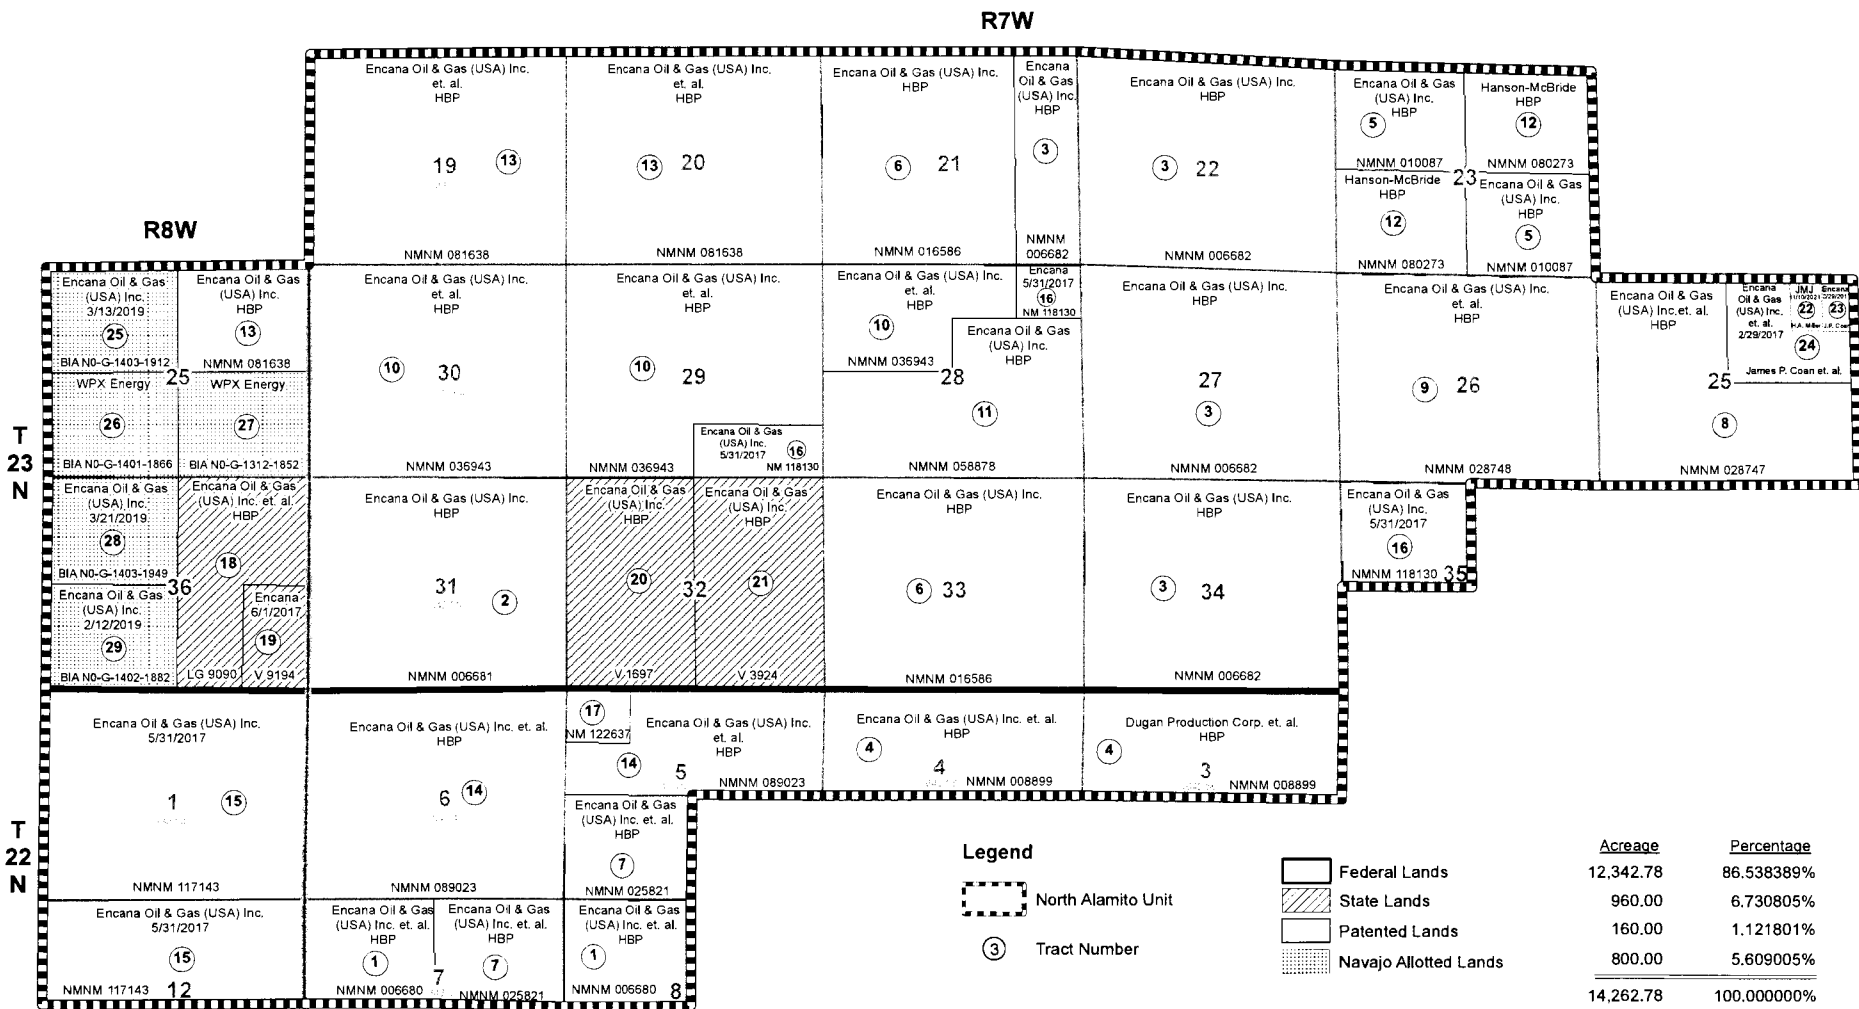 R7W
R8W
T
23
N
T
22
N
Encana Oil & Gas (USA) Inc.
et. al.
HBP
19
13
NMNM 081638
Encana Oil & Gas (USA) Inc.
et. al.
HBP
13
20
NMNM 081638
Encana Oil & Gas (USA) Inc.
HBP
6
21
NMNM 016586
Encana
Oil & Gas
(USA) Inc.
HBP
3
NMNM
006682
Encana Oil & Gas (USA) Inc.
HBP
3
22
NMNM 006682
Encana Oil & Gas
(USA) Inc.
HBP
5
NMNM 010087
Hanson-McBride
HBP
12
NMNM 080273
23
Hanson-McBride
HBP
12
NMNM 080273
Encana Oil & Gas
(USA) Inc.
HBP
5
NMNM 010087
Encana Oil & Gas
(USA) Inc.
3/13/2019
25
BIA N0-G-1403-1912
Encana Oil & Gas
(USA) Inc.
HBP
13
NMNM 081638
25
WPX Energy
26
BIA N0-G-1401-1866
WPX Energy
27
BIA N0-G-1312-1852
Encana Oil & Gas (USA) Inc.
et. al.
HBP
10
30
NMNM 036943
Encana Oil & Gas (USA) Inc.
et. al.
HBP
10
29
NMNM 036943
Encana Oil & Gas
(USA) Inc.
5/31/2017
16
NM 118130
Encana Oil & Gas (USA) Inc.
et. al.
HBP
10
NMNM 036943
Encana
5/31/2017
16
NM 118130
Encana Oil & Gas
(USA) Inc.
HBP
28
11
NMNM 058878
Encana Oil & Gas (USA) Inc.
HBP
27
3
NMNM 006682
Encana Oil & Gas (USA) Inc.
et. al.
HBP
9
26
NMNM 028748
Encana Oil & Gas
(USA) Inc.et. al.
HBP
25
8
NMNM 028747
Encana
Oil & Gas
(USA) Inc.
et. al.
2/29/2017
JMJ
22
H.A. Miller
Encana
23
J.P. Coan
24
James P. Coan et. al.
Encana Oil & Gas
(USA) Inc.
3/21/2019
28
BIA N0-G-1403-1949
Encana Oil & Gas
(USA) Inc. et. al.
HBP
18
LG 9090
36
Encana Oil & Gas
(USA) Inc.
2/12/2019
29
BIA N0-G-1402-1882
Encana
6/1/2017
19
V 9194
Encana Oil & Gas (USA) Inc.
HBP
31
2
NMNM 006681
Encana Oil & Gas
(USA) Inc.
HBP
20
V 1697
32
Encana Oil & Gas
(USA) Inc.
HBP
21
V 3924
Encana Oil & Gas (USA) Inc.
HBP
6
33
NMNM 016586
Encana Oil & Gas (USA) Inc.
HBP
3
34
NMNM 006682
Encana Oil & Gas
(USA) Inc.
5/31/2017
16
NMNM 118130
35
Encana Oil & Gas (USA) Inc.
5/31/2017
1
15
NMNM 117143
Encana Oil & Gas (USA) Inc. et. al.
HBP
6
14
NMNM 089023
17
NM 122637
Encana Oil & Gas (USA) Inc.
et. al.
HBP
14
5
NMNM 089023
Encana Oil & Gas (USA) Inc. et. al.
HBP
4
4
NMNM 008899
Dugan Production Corp. et. al.
HBP
4
3
NMNM 008899
Encana Oil & Gas
(USA) Inc. et. al.
HBP
7
NMNM 025821
Encana Oil & Gas (USA) Inc.
5/31/2017
15
NMNM 117143
12
Encana Oil & Gas
(USA) Inc. et. al.
HBP
1
NMNM 006680
7
Encana Oil & Gas
(USA) Inc. et. al.
HBP
7
NMNM 025821
Encana Oil & Gas
(USA) Inc. et. al.
HBP
1
NMNM 006680
8
Legend
North Alamito Unit
3
Tract Number
Acreage Percentage
Federal Lands 12,342.78 86.538389%
State Lands 960.00 6.730805%
Patented Lands 160.00 1.121801%
Navajo Allotted Lands 800.00 5.609005%
14,262.78 100.000000%